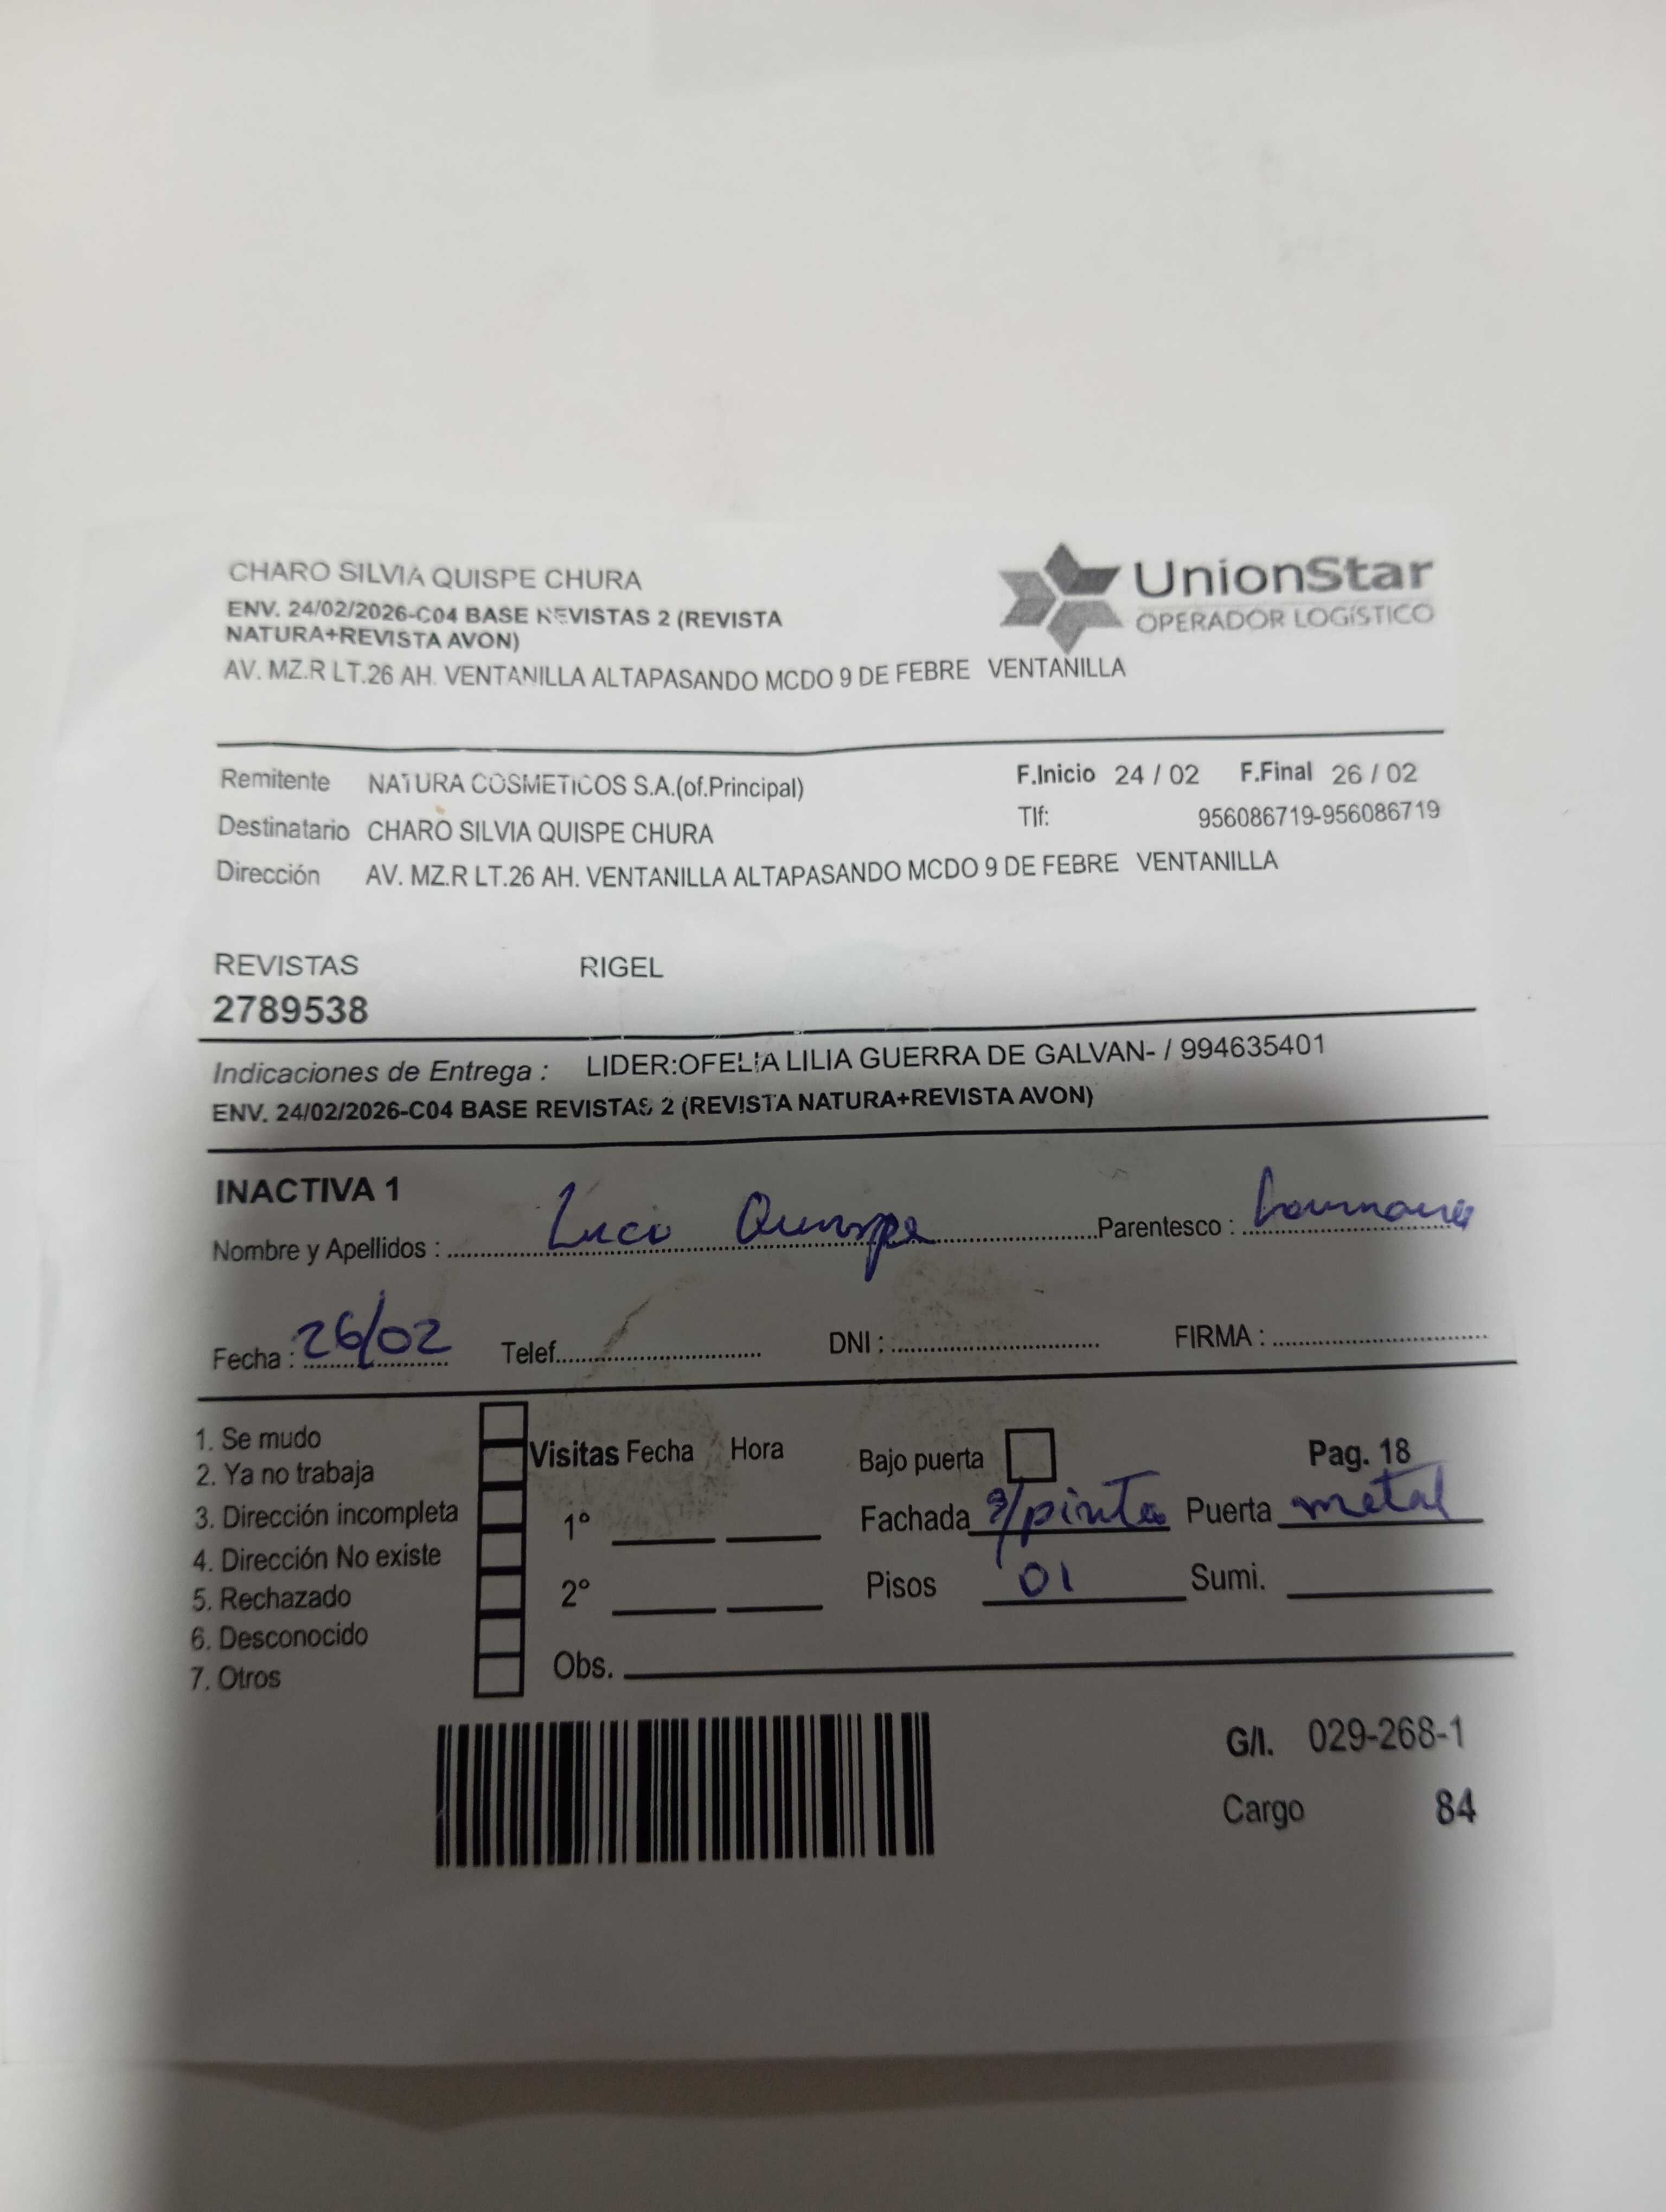 CHARO SILVIA QUISPE CHURA
UnionStar
OPERADOR LOGÍSTICO
ENV. 24/02/2026-C04 BASE REVISTAS 2 (REVISTA
NATURA+REVISTA AVON)
AV. MZ.R LT.26 AH. VENTANILLA ALTAPASANDO MCDO 9 DE FEBRE VENTANILLA
Remitente NATURA COSMETICOS S.A.(of.Principal) F.Inicio 24 / 02 F.Final 26 / 02
Destinatario CHARO SILVIA QUISPE CHURA Tlf: 956086719-956086719
Dirección AV. MZ.R LT.26 AH. VENTANILLA ALTAPASANDO MCDO 9 DE FEBRE VENTANILLA
REVISTAS RIGEL
2789538
Indicaciones de Entrega : LIDER:OFELIA LILIA GUERRA DE GALVAN- / 994635401
ENV. 24/02/2026-C04 BASE REVISTAS 2 (REVISTA NATURA+REVISTA AVON)
INACTIVA 1
Nombre y Apellidos : Quispe Parentesco :
Fecha : 26/02 Telef. DNI : FIRMA :
1. Se mudo
2. Ya no trabaja
3. Dirección incompleta
4. Dirección No existe
5. Rechazado
6. Desconocido
7. Otros
Visitas Fecha Hora Bajo puerta Pag. 18
1° Fachada s/pinta Puerta metal
2° Pisos 01 Sumi.
Obs.
G/I. 029-268-1
Cargo 84